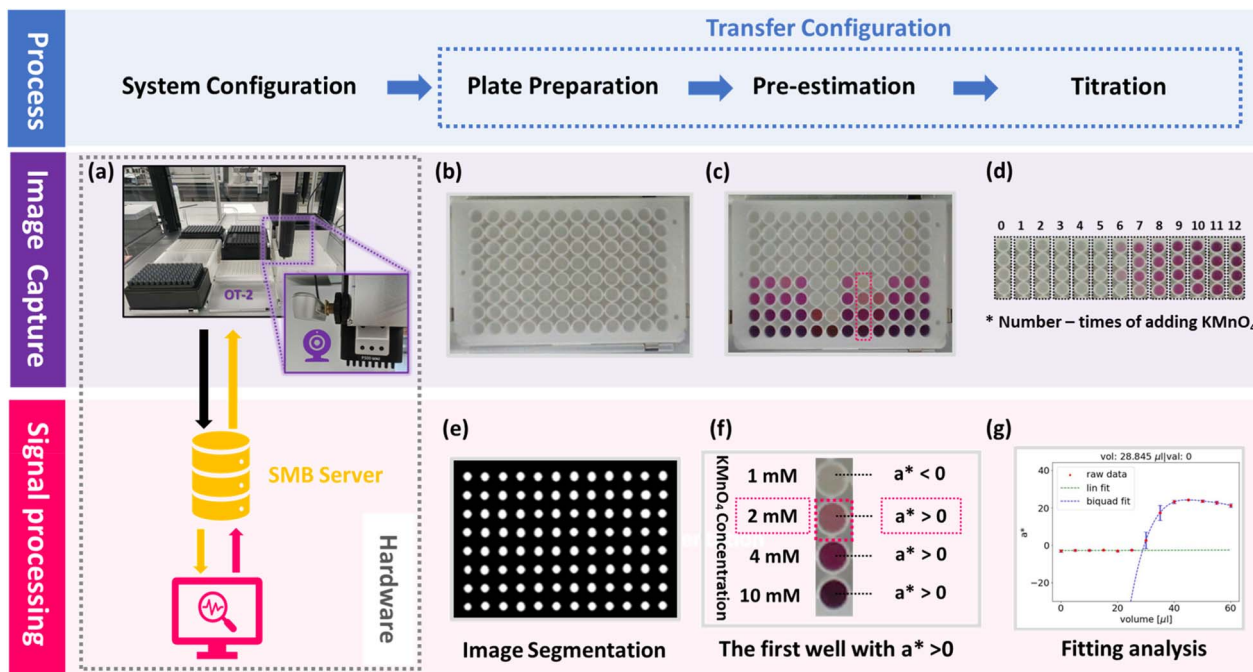 Process
Transfer Configuration
System Configuration
Plate Preparation
Pre-estimation
Titration
Image Capture
(a)
OT-2
(b)
(c)
(d)
0 1 2 3 4 5 6 7 8 9 10 11 12
* Number – times of adding KMnO₄
Signal processing
SMB Server
Hardware
(e)
Image Segmentation
(f)
KMnO₄ Concentration
1 mM a* < 0
2 mM a* > 0
4 mM a* > 0
10 mM a* > 0
The first well with a* >0
(g)
vol: 28.845 µl|val: 0
raw data
lin fit
biquad fit
40
20
0
−20
a*
0 20 40 60
volume [µl]
Fitting analysis